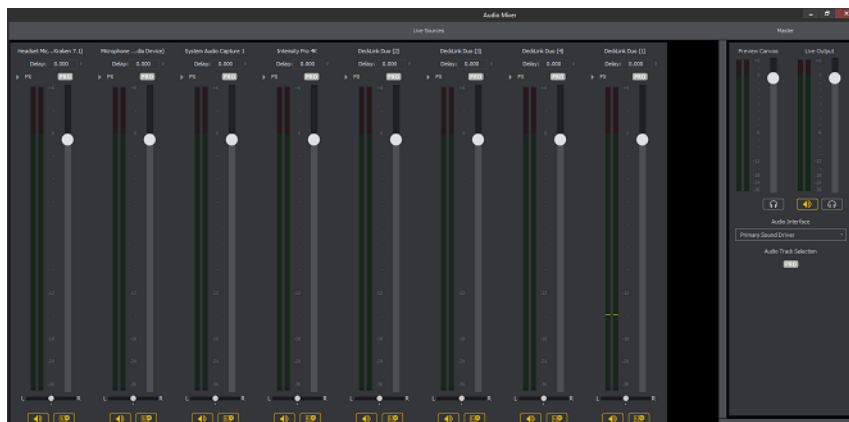 Audio Mixer
Live Sources
Master
Headset Mic...(Kraken 7.1)
Microphone ...dia Device)
System Audio Capture 1
Intensity Pro 4K
DeckLink Duo (2)
DeckLink Duo (3)
DeckLink Duo (4)
DeckLink Duo (1)
Preview Canvas
Live Output
Delay: 0.000
Delay: 0.000
Delay: 0.000
Delay: 0.000
Delay: 0.000
Delay: 0.000
Delay: 0.000
Delay: 0.000
FX PRO
FX PRO
FX PRO
FX PRO
FX PRO
FX PRO
FX PRO
FX PRO
L R
L R
L R
L R
L R
L R
L R
L R
Audio Interface
Primary Sound Driver
Audio Track Selection
PRO